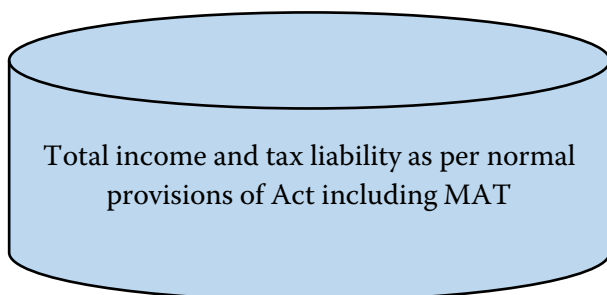 Total income and tax liability as per normal
provisions of Act including MAT